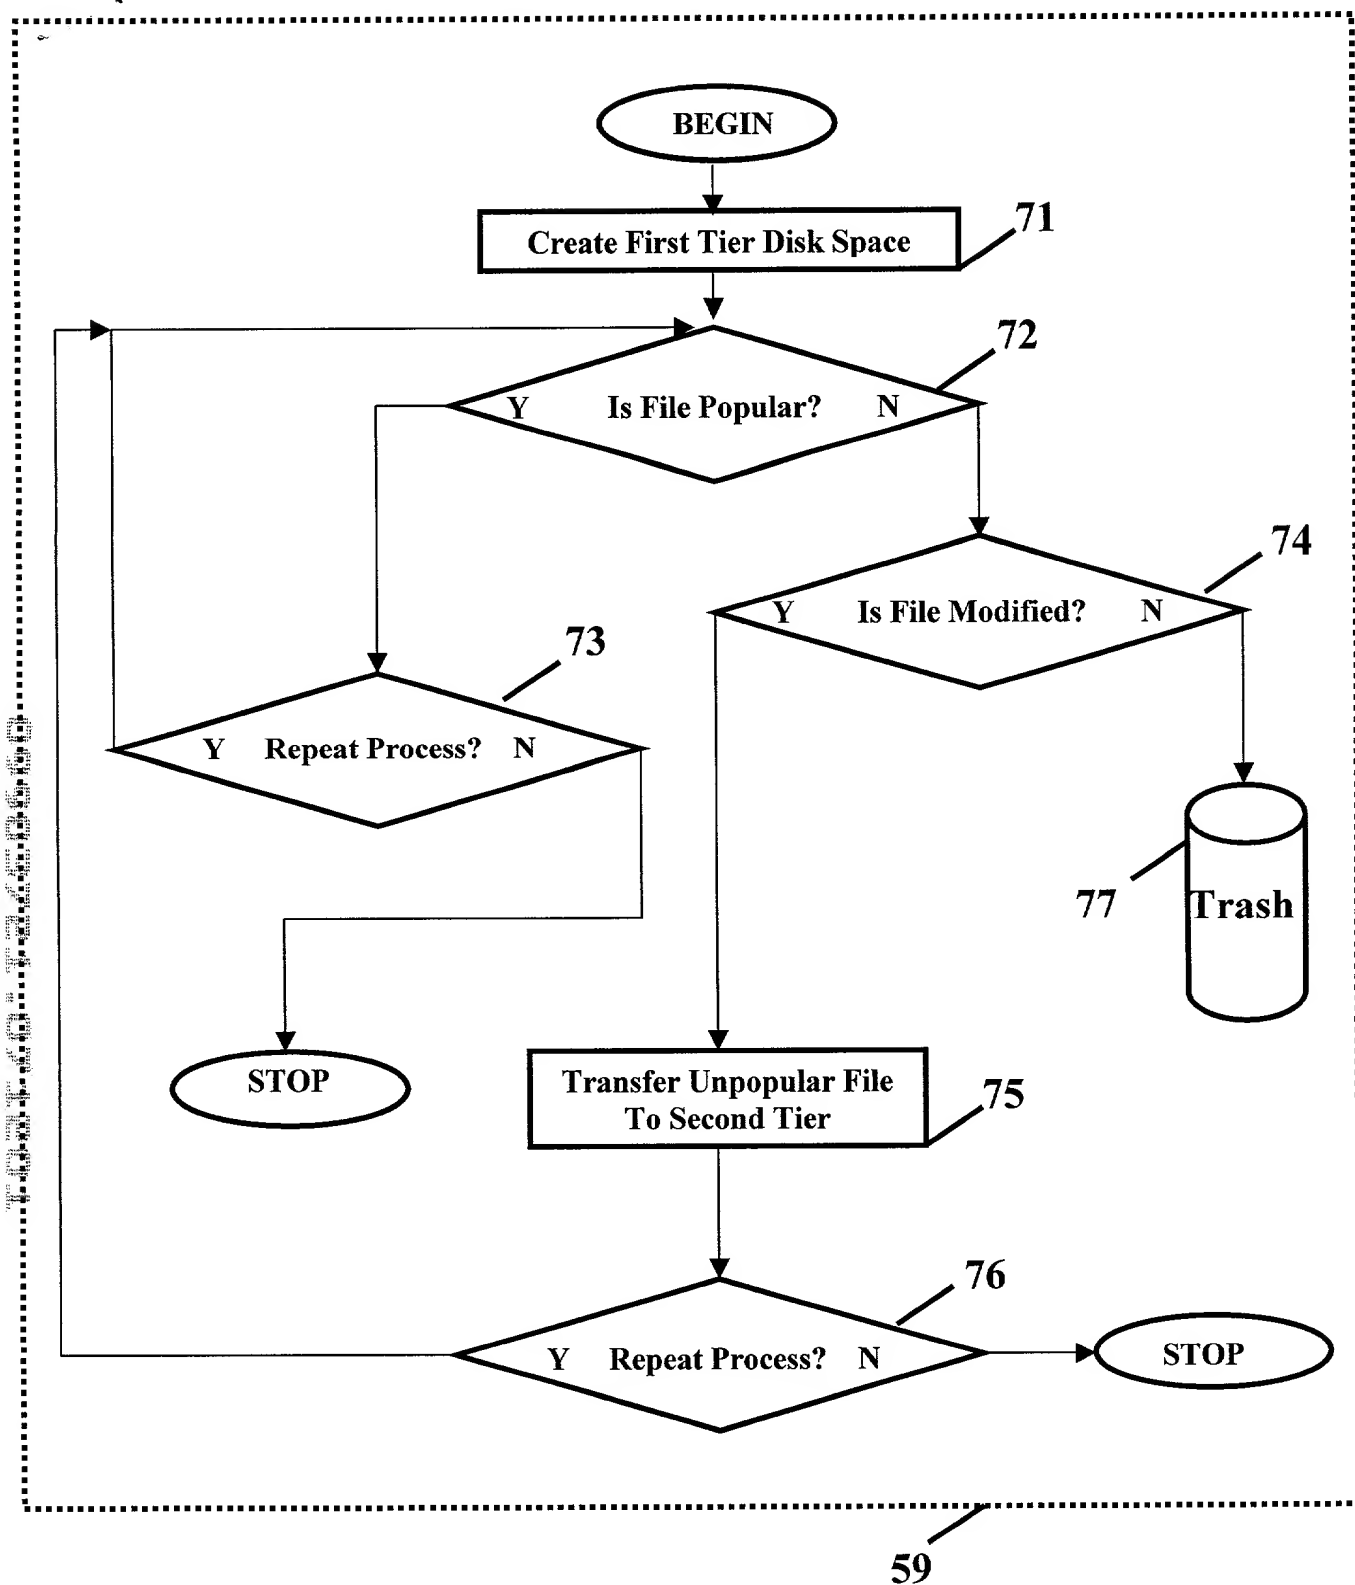 BEGIN
71
Create First Tier Disk Space
72
Y Is File Popular? N
74
Y Is File Modified? N
73
Y Repeat Process? N
77
Trash
STOP
Transfer Unpopular File
To Second Tier
75
76
Y Repeat Process? N
STOP
59